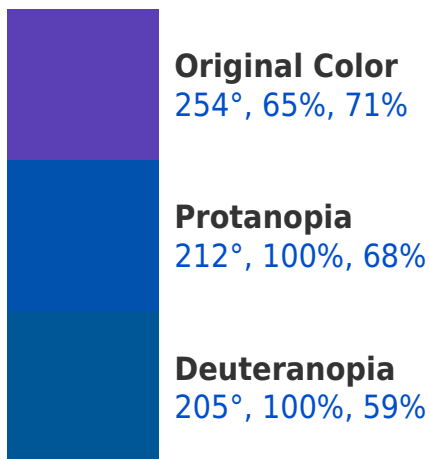 Original Color
254°, 65%, 71%
Protanopia
212°, 100%, 68%
Deuteranopia
205°, 100%, 59%